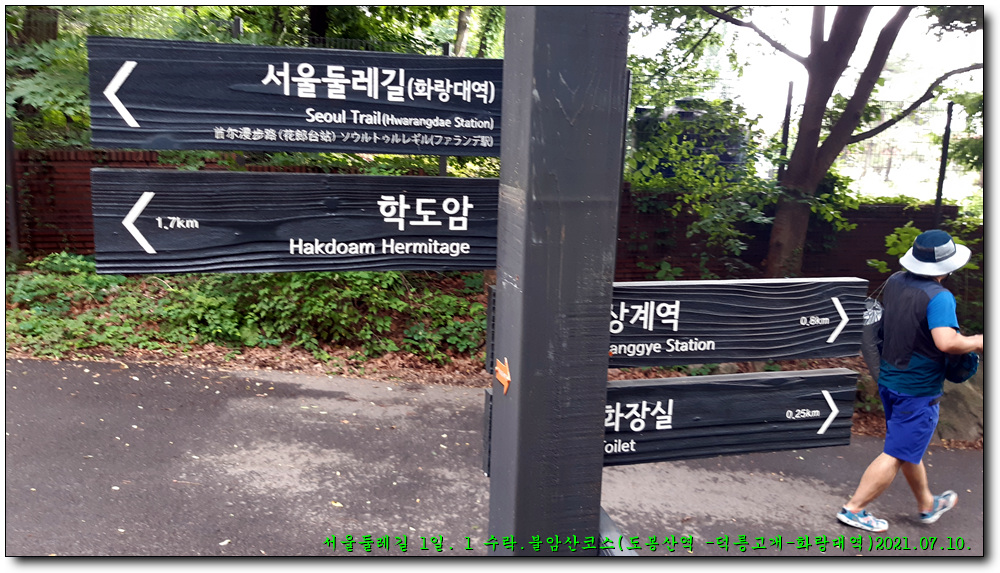 서울둘레길(화랑대역)
Seoul Trail(Hwarangdae Station)
首尔漫步路(花郎台站) ソウルトゥルレギル(ファランデ駅)
1.7km
학도암
Hakdoam Hermitage
상계역
anggye Station
0.8km
화장실
oilet
0.25km
서울둘레길 1일. 1 수락.불암산코스(도봉산역 -덕릉고개-화랑대역)2021.07.10.